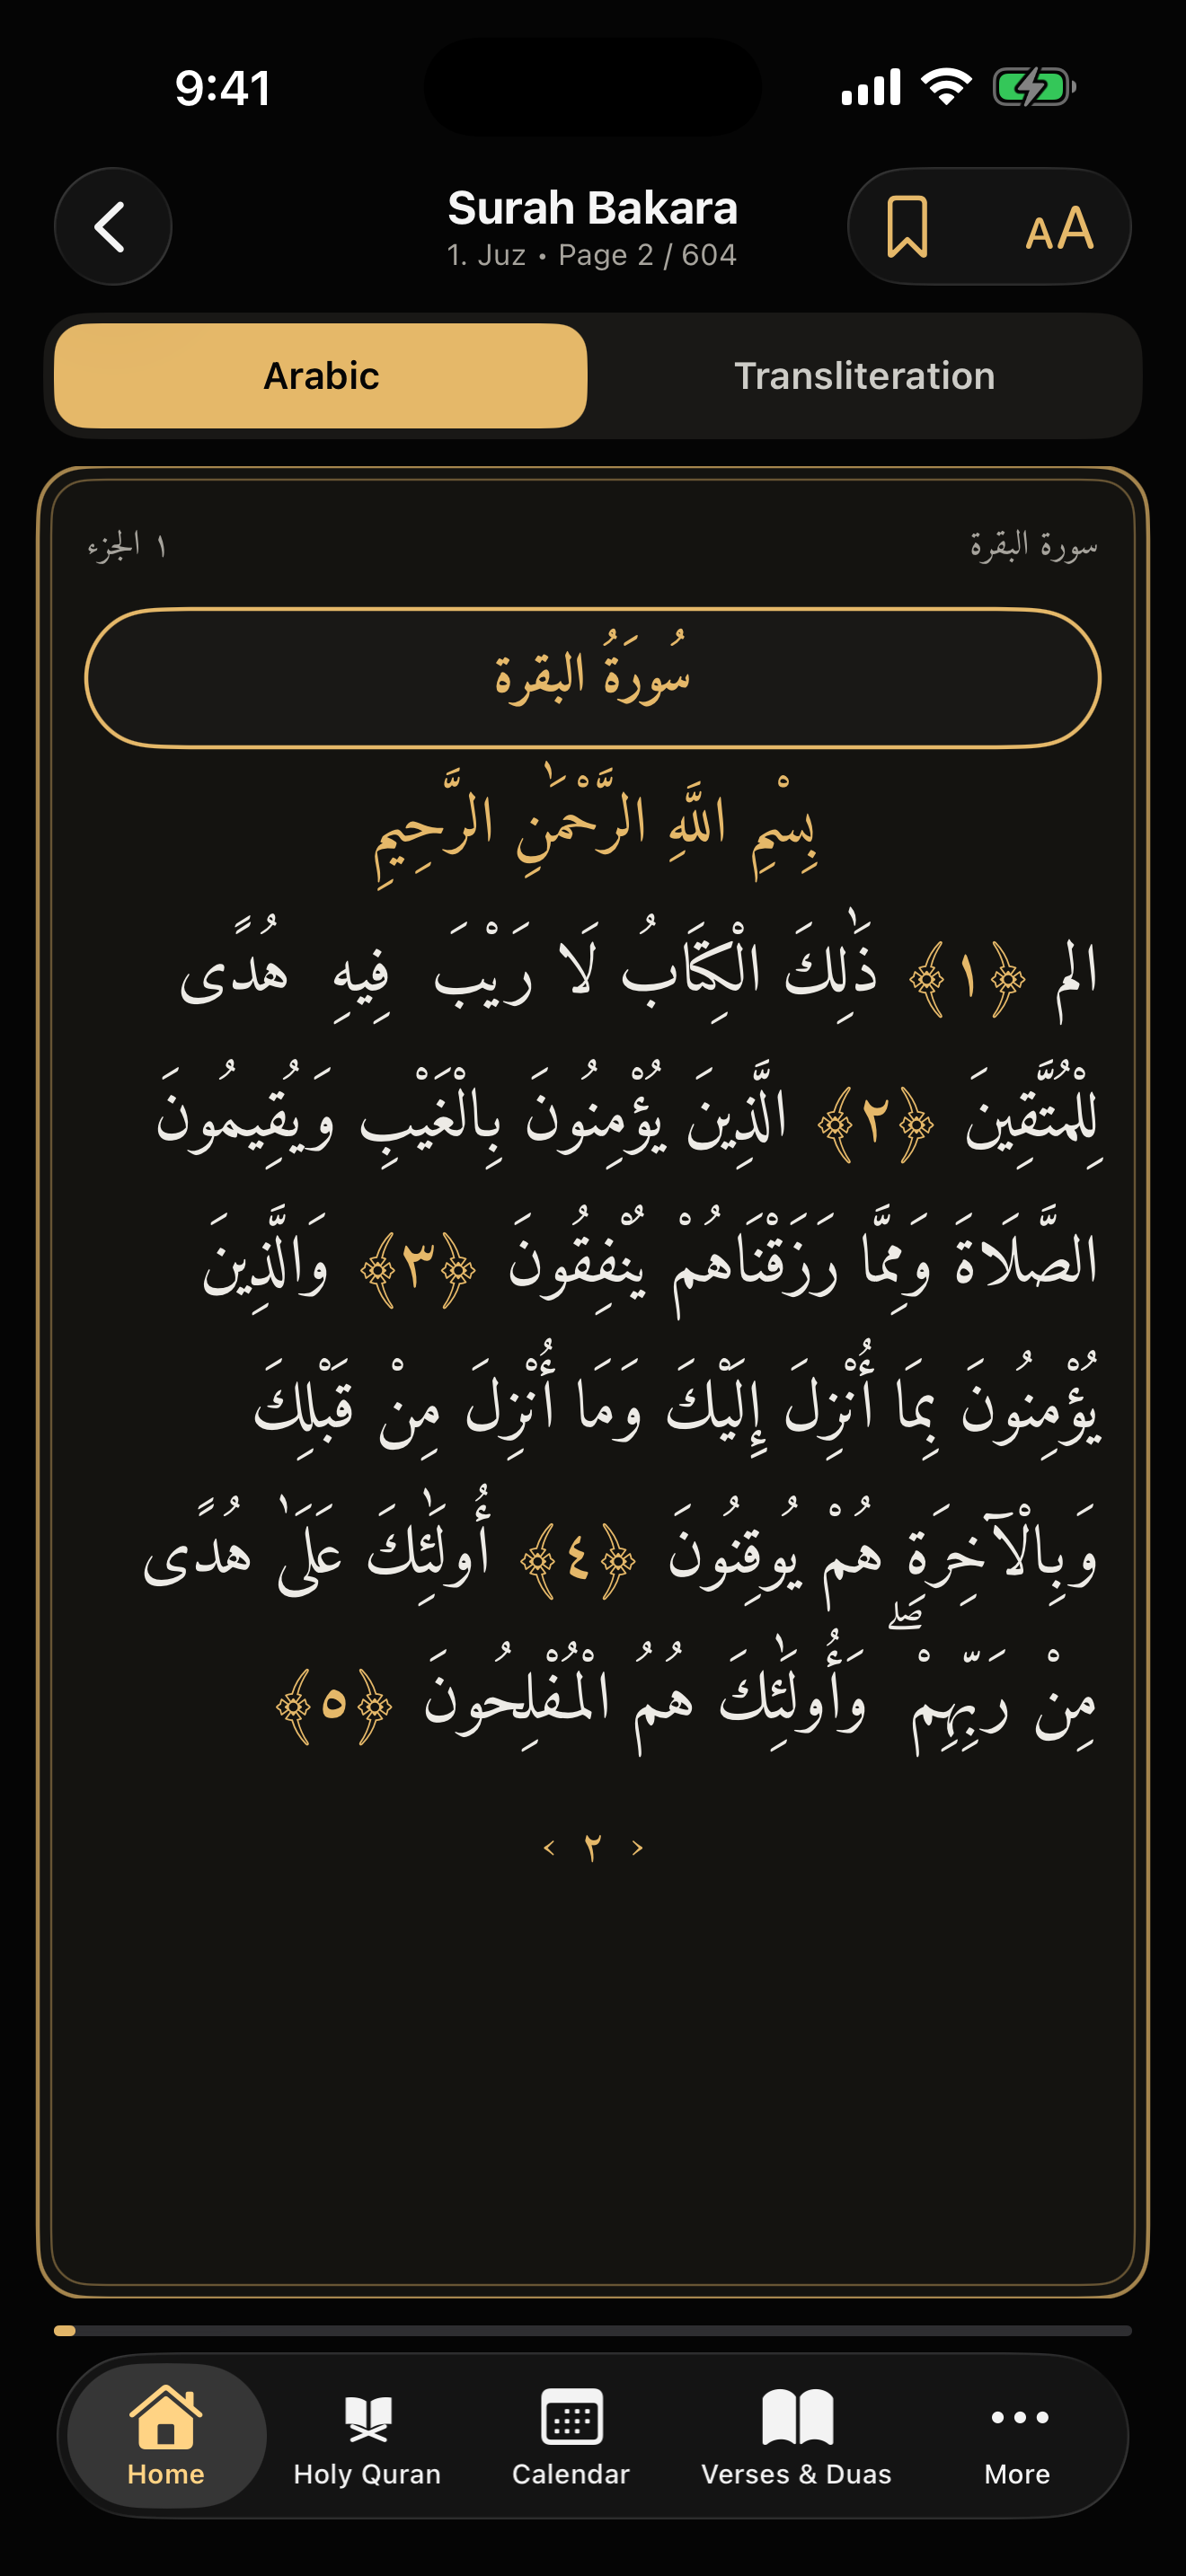 9:41
Surah Bakara
1. Juz • Page 2 / 604
AA
Arabic
Transliteration
سورة البقرة
١ الجزء
سُورَةُ البقرة
بِسْمِ اللَّهِ الرَّحْمَٰنِ الرَّحِيمِ
الم ﴿١﴾ ذَٰلِكَ الْكِتَابُ لَا رَيْبَ فِيهِ هُدًى
لِلْمُتَّقِينَ ﴿٢﴾ الَّذِينَ يُؤْمِنُونَ بِالْغَيْبِ وَيُقِيمُونَ
الصَّلَاةَ وَمِمَّا رَزَقْنَاهُمْ يُنْفِقُونَ ﴿٣﴾ وَالَّذِينَ
يُؤْمِنُونَ بِمَا أُنْزِلَ إِلَيْكَ وَمَا أُنْزِلَ مِنْ قَبْلِكَ
وَبِالْآخِرَةِ هُمْ يُوقِنُونَ ﴿٤﴾ أُولَٰئِكَ عَلَىٰ هُدًى
مِنْ رَبِّهِمْ ۖ وَأُولَٰئِكَ هُمُ الْمُفْلِحُونَ ﴿٥﴾
‹ ٢ ›
Home
Holy Quran
Calendar
Verses & Duas
More